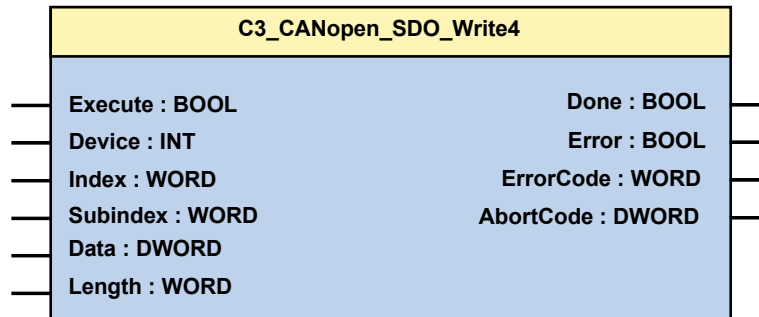 C3_CANopen_SDO_Write4
Execute : BOOL
Done : BOOL
Device : INT
Error : BOOL
Index : WORD
ErrorCode : WORD
Subindex : WORD
AbortCode : DWORD
Data : DWORD
Length : WORD